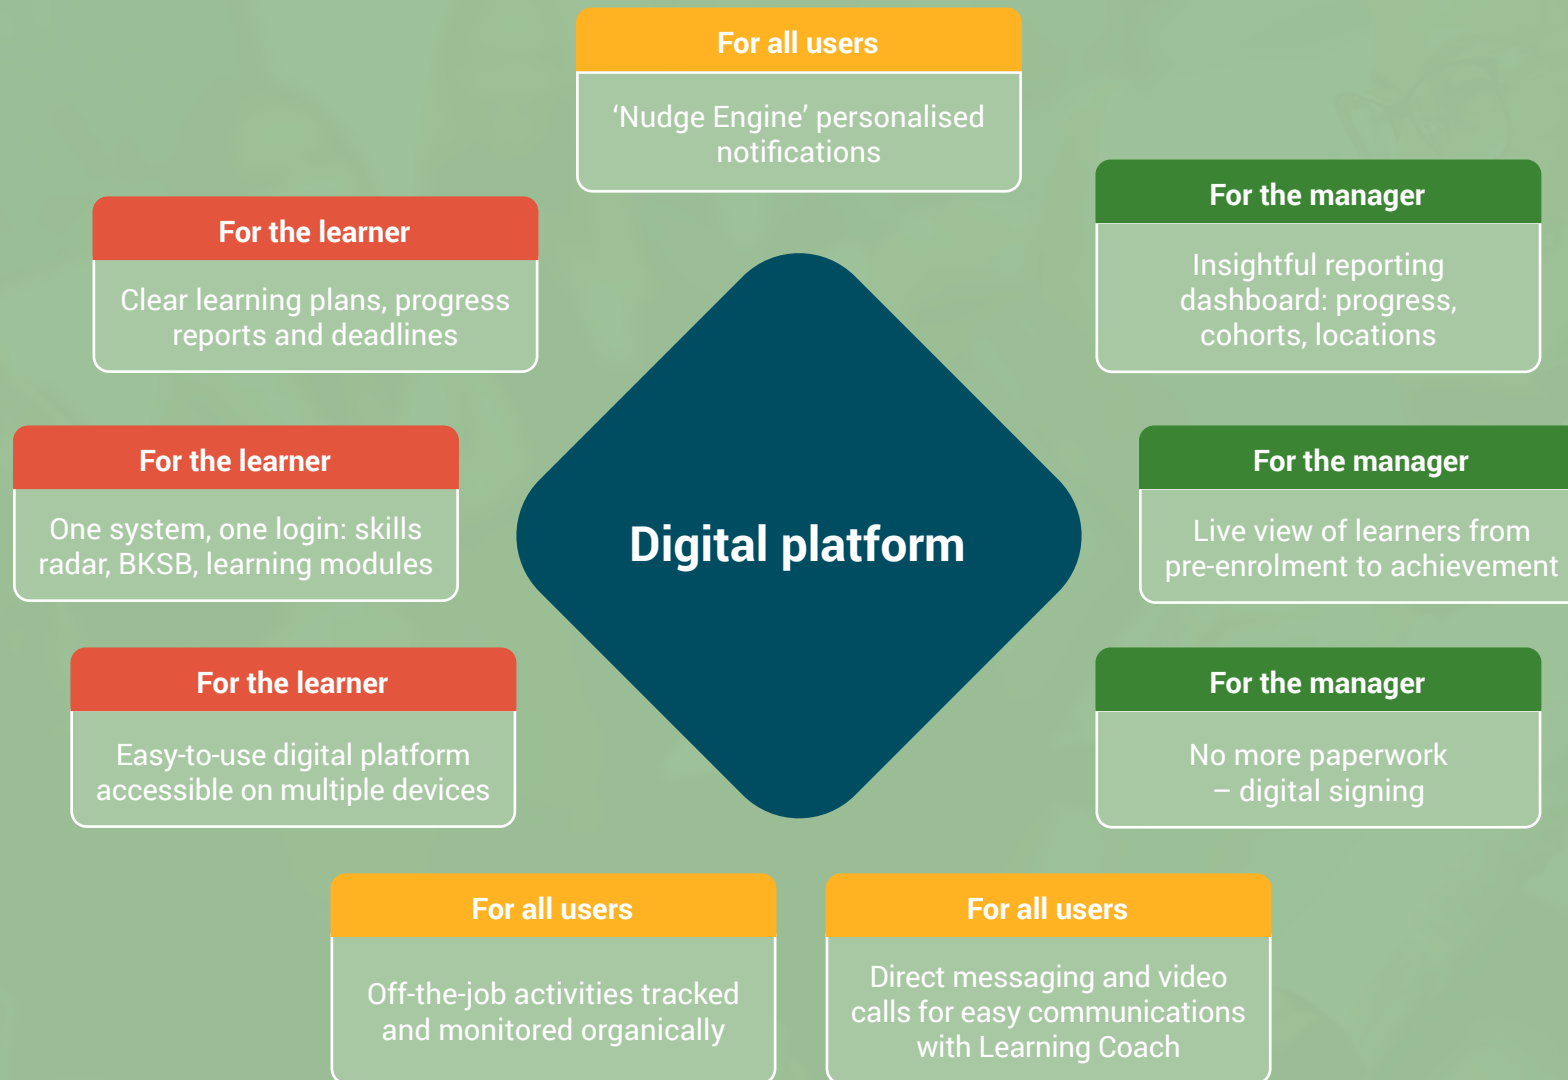 For all users
‘Nudge Engine’ personalised
notifications
For the learner
Clear learning plans, progress
reports and deadlines
For the manager
Insightful reporting
dashboard: progress,
cohorts, locations
For the learner
One system, one login: skills
radar, BKSB, learning modules
Digital platform
For the manager
Live view of learners from
pre-enrolment to achievement
For the learner
Easy-to-use digital platform
accessible on multiple devices
For the manager
No more paperwork
– digital signing
For all users
Off-the-job activities tracked
and monitored organically
For all users
Direct messaging and video
calls for easy communications
with Learning Coach